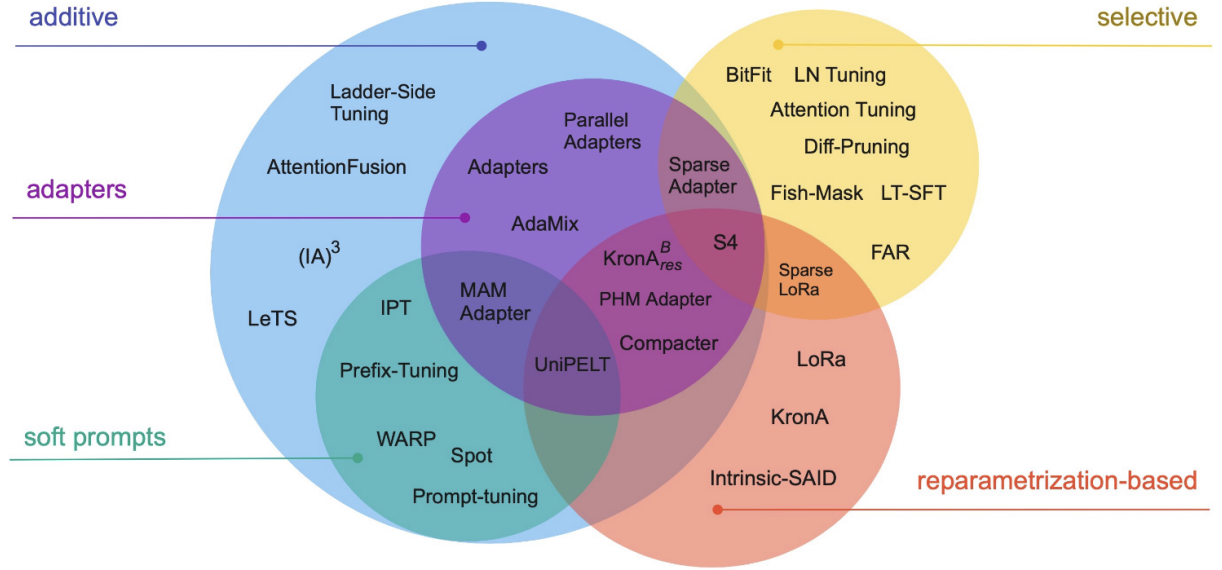 additive
selective
BitFit LN Tuning
Ladder-Side
Tuning
Attention Tuning
Parallel
Adapters
Diff-Pruning
AttentionFusion
Adapters
Sparse
Adapter
adapters
Fish-Mask LT-SFT
AdaMix
(IA)³
KronA^B_res
S4
FAR
Sparse
LoRa
MAM
Adapter
PHM Adapter
IPT
LeTS
Compacter
UniPELT
LoRa
Prefix-Tuning
KronA
soft prompts
WARP
Spot
Intrinsic-SAID
reparametrization-based
Prompt-tuning